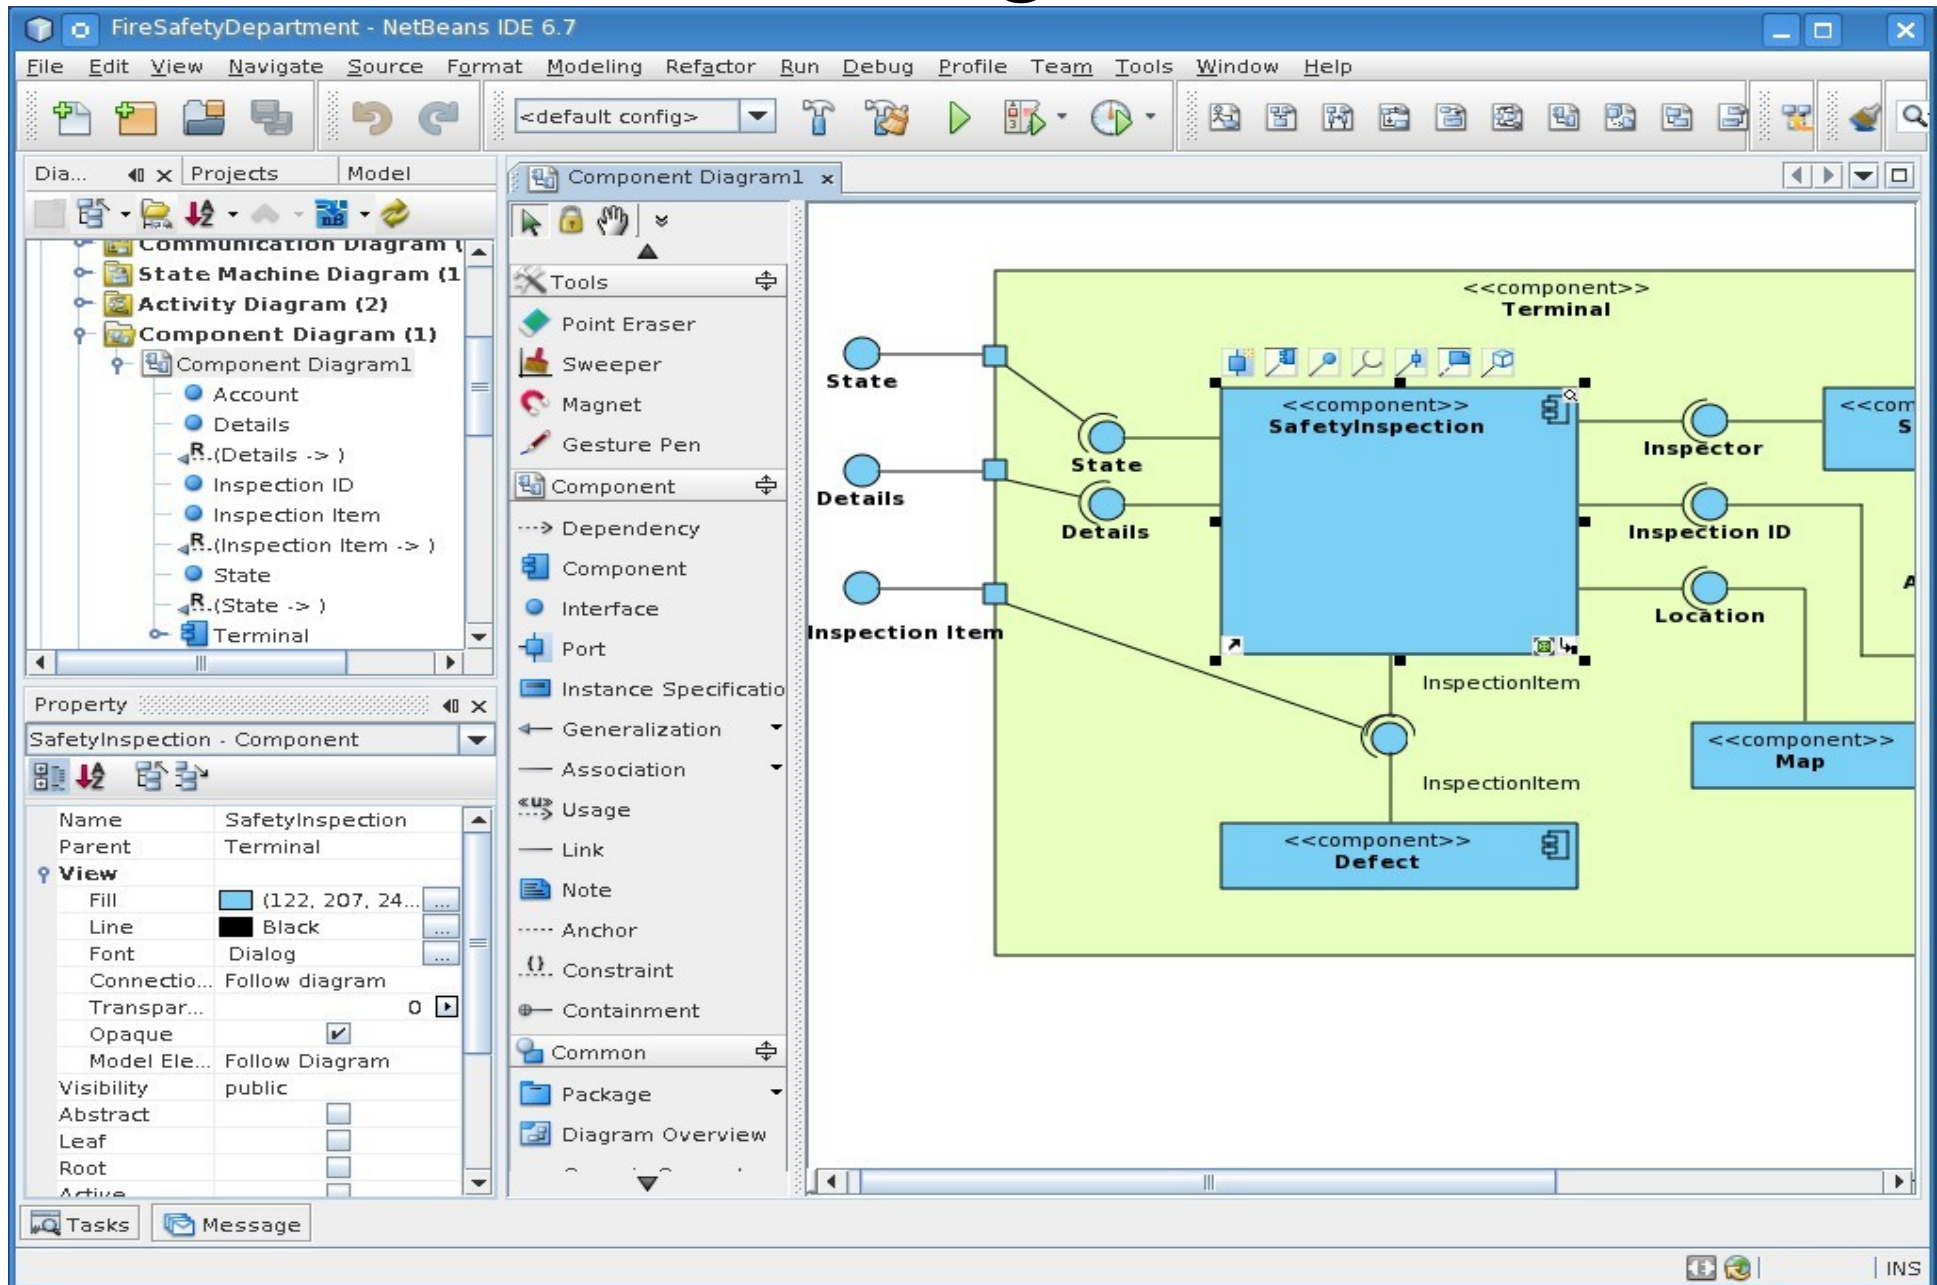 FireSafetyDepartment - NetBeans IDE 6.7
File Edit View Navigate Source Format Modeling Refactor Run Debug Profile Team Tools Window Help
<default config>
Dia... Projects Model
Communication Diagram (
State Machine Diagram (1
Activity Diagram (2)
Component Diagram (1)
Component Diagram1
Account
Details
R.(Details -> )
Inspection ID
Inspection Item
R.(Inspection Item -> )
State
R.(State -> )
Terminal
Property
SafetyInspection - Component
Name SafetyInspection
Parent Terminal
View
Fill (122, 207, 24... ...
Line Black ...
Font Dialog ...
Connectio... Follow diagram
Transpar... 0
Opaque
Model Ele... Follow Diagram
Visibility public
Abstract
Leaf
Root
Active
Component Diagram1
Tools
Point Eraser
Sweeper
Magnet
Gesture Pen
Component
Dependency
Component
Interface
Port
Instance Specificatio
Generalization
Association
«U» Usage
Link
Note
Anchor
Constraint
Containment
Common
Package
Diagram Overview
<<component>>
Terminal
State
Details
Inspection Item
State
Details
<<component>>
SafetyInspection
Inspector
Inspection ID
Location
<<com
S
A
InspectionItem
InspectionItem
<<component>>
Map
<<component>>
Defect
Tasks Message
INS